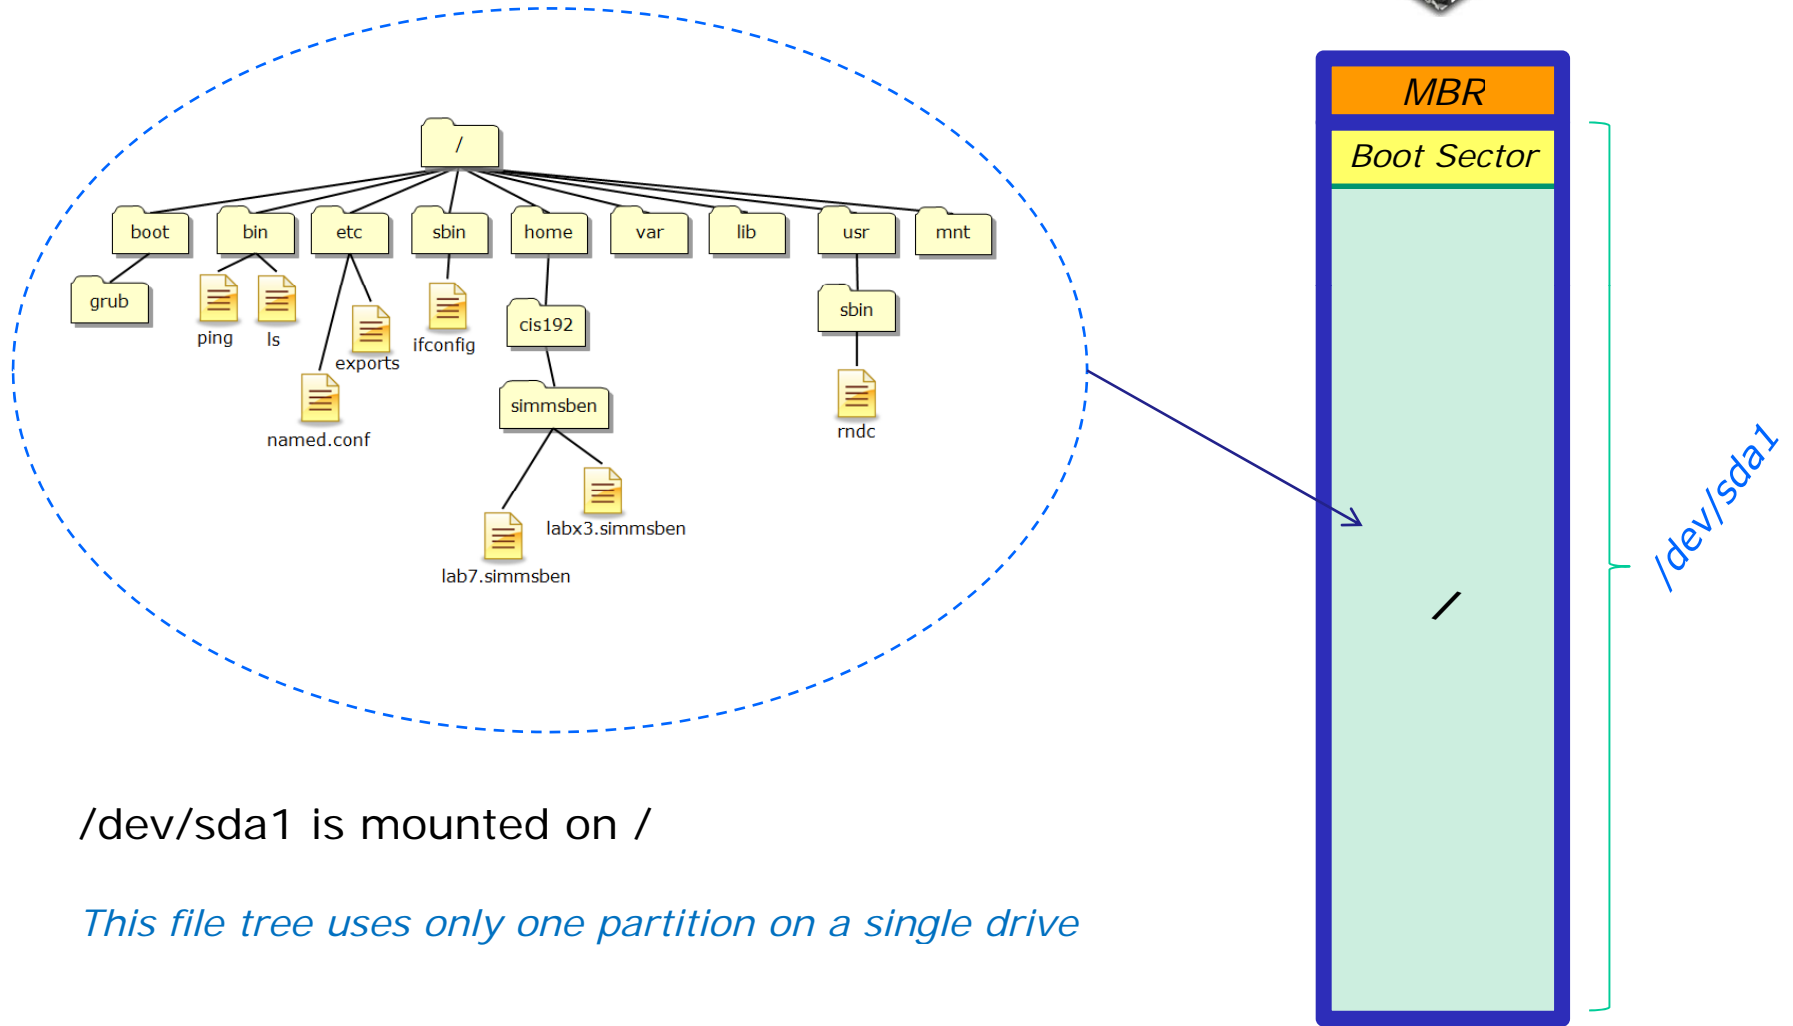 /
boot bin etc sbin home var lib usr mnt
grub ping ls exports ifconfig cis192 sbin
named.conf simmsben rndc
labx3.simmsben
lab7.simmsben
MBR
Boot Sector
/
/dev/sda1
/dev/sda1 is mounted on /
This file tree uses only one partition on a single drive